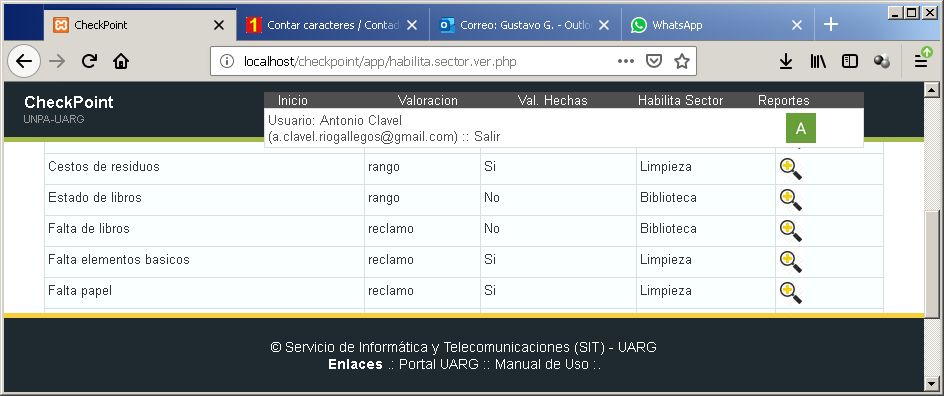 CheckPoint
Contar caracteres / Contad
Correo: Gustavo G. - Outlo
WhatsApp
localhost/checkpoint/app/habilita.sector.ver.php
CheckPoint
UNPA-UARG
Inicio Valoracion Val. Hechas Habilita Sector Reportes
Usuario: Antonio Clavel
(a.clavel.riogallegos@gmail.com) :: Salir
A
Cestos de residuos rango Si Limpieza
Estado de libros rango No Biblioteca
Falta de libros reclamo No Biblioteca
Falta elementos basicos reclamo Si Limpieza
Falta papel reclamo Si Limpieza
© Servicio de Informática y Telecomunicaciones (SIT) - UARG
Enlaces .: Portal UARG :: Manual de Uso :.